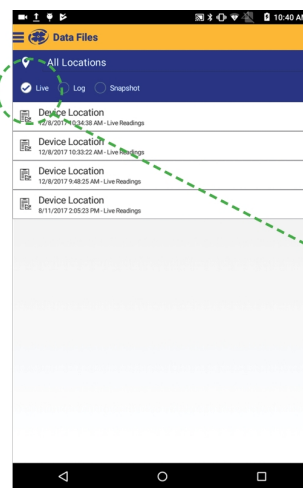 10:40 AM
Data Files
All Locations
Live Log Snapshot
Device Location
12/8/2017 10:34:38 AM - Live Readings
Device Location
12/8/2017 10:33:22 AM - Live Readings
Device Location
12/8/2017 9:48:25 AM - Live Readings
Device Location
8/11/2017 2:05:23 PM - Live Readings